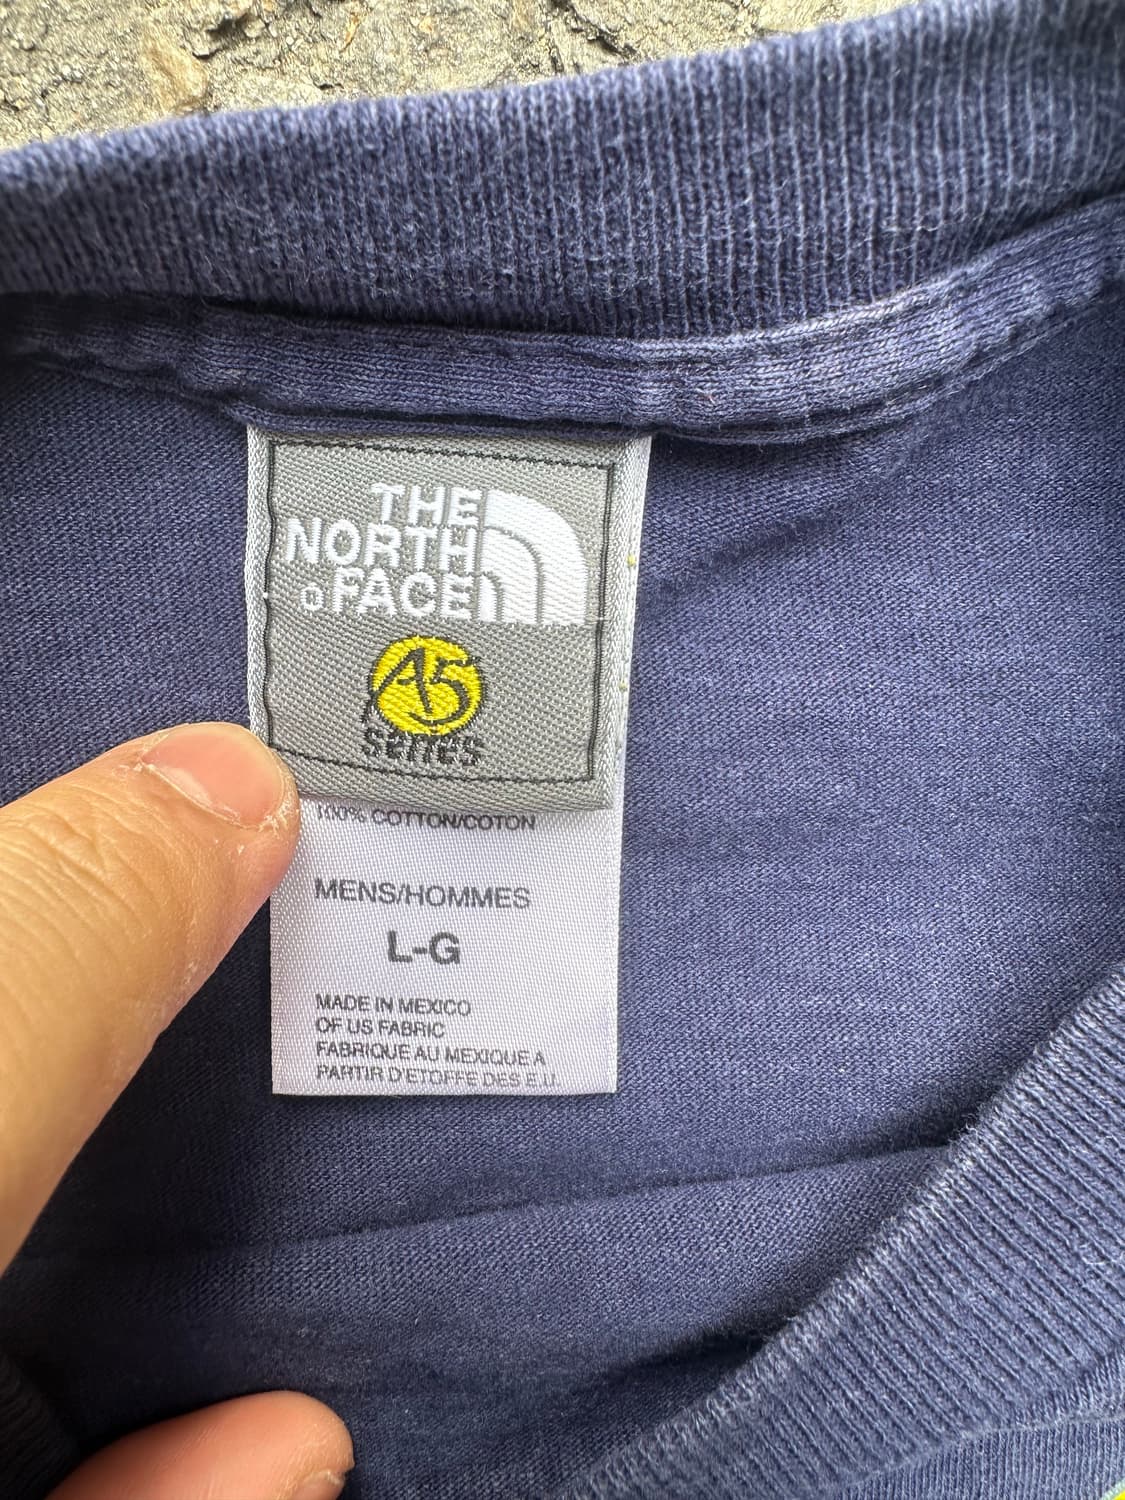 THE
NORTH
FACE
A5
series
100% COTTON/COTON
MENS/HOMMES
L-G
MADE IN MEXICO
OF US FABRIC
FABRIQUE AU MEXIQUE A
PARTIR D'ETOFFE DES E.U.